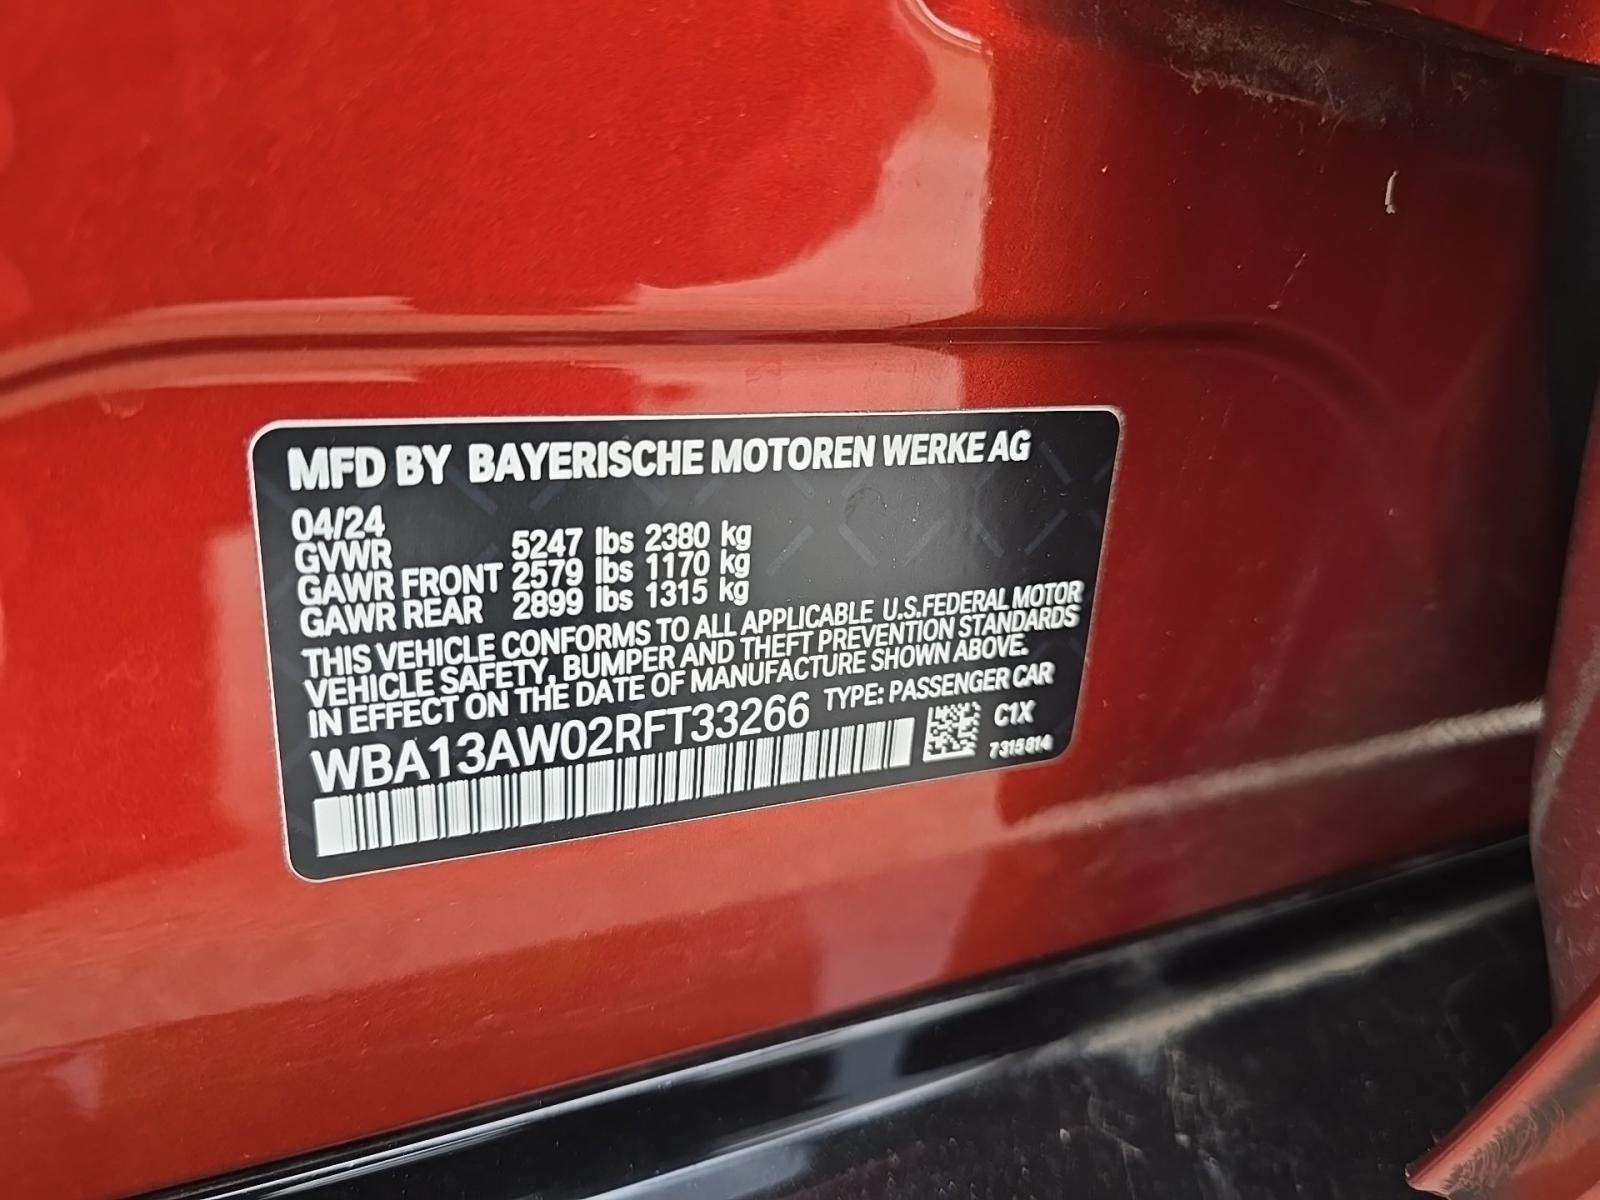 MFD BY BAYERISCHE MOTOREN WERKE AG
04/24
GVWR 5247 lbs 2380 kg
GAWR FRONT 2579 lbs 1170 kg
GAWR REAR 2899 lbs 1315 kg
THIS VEHICLE CONFORMS TO ALL APPLICABLE U.S.FEDERAL MOTOR
VEHICLE SAFETY, BUMPER AND THEFT PREVENTION STANDARDS
IN EFFECT ON THE DATE OF MANUFACTURE SHOWN ABOVE.
WBA13AW02RFT33266 TYPE: PASSENGER CAR
C1X
7315814